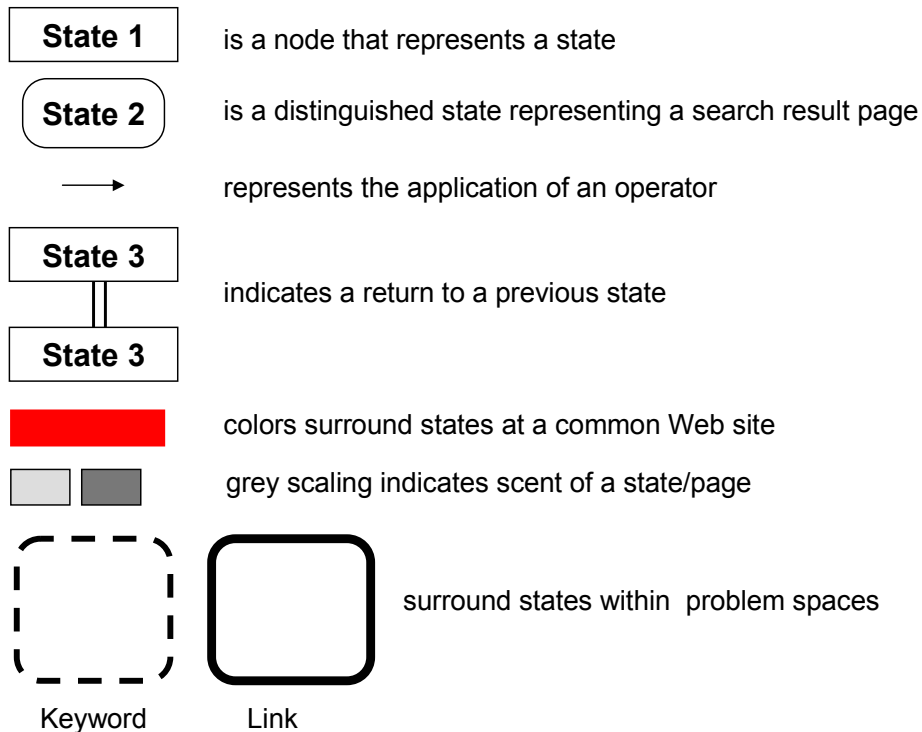 State 1 is a node that represents a state
State 2 is a distinguished state representing a search result page
represents the application of an operator
State 3
indicates a return to a previous state
State 3
colors surround states at a common Web site
grey scaling indicates scent of a state/page
surround states within problem spaces
Keyword Link